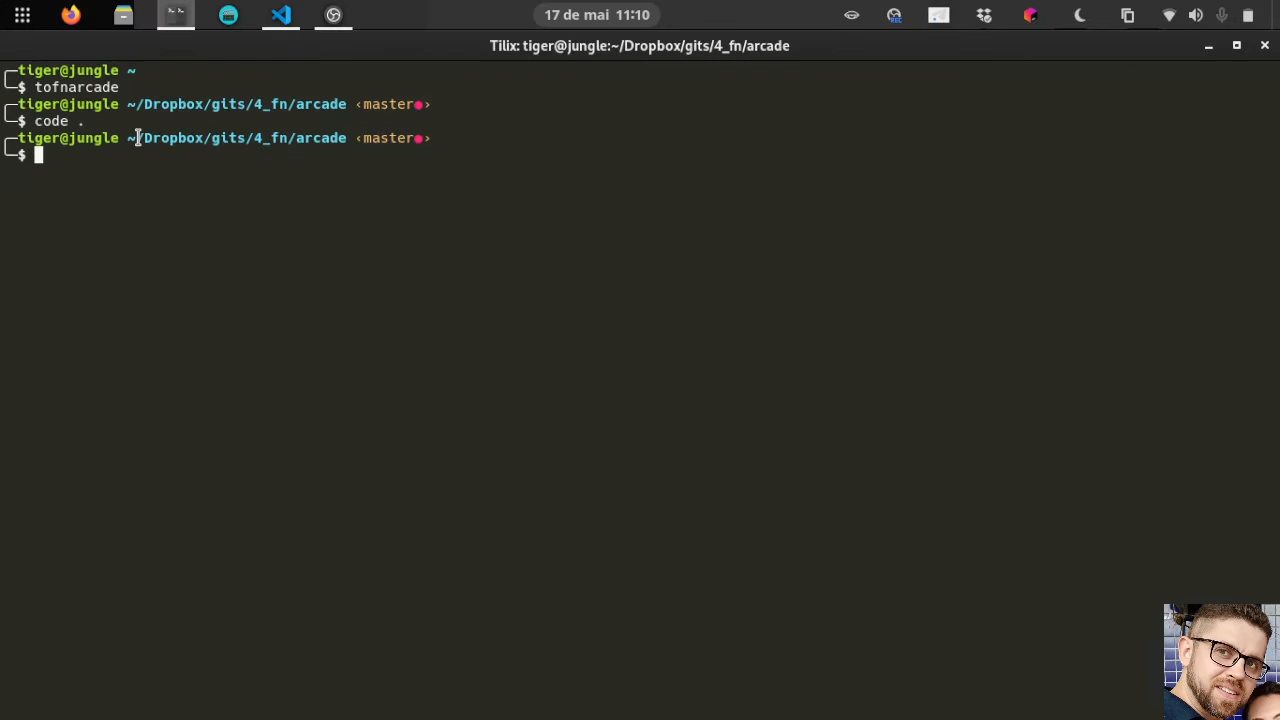 17 de mai 11:10
REC
Tilix: tiger@jungle:~/Dropbox/gits/4_fn/arcade
tiger@jungle ~
$ tofnarcade
tiger@jungle ~/Dropbox/gits/4_fn/arcade ‹master●›
$ code .
tiger@jungle ~/Dropbox/gits/4_fn/arcade ‹master●›
$